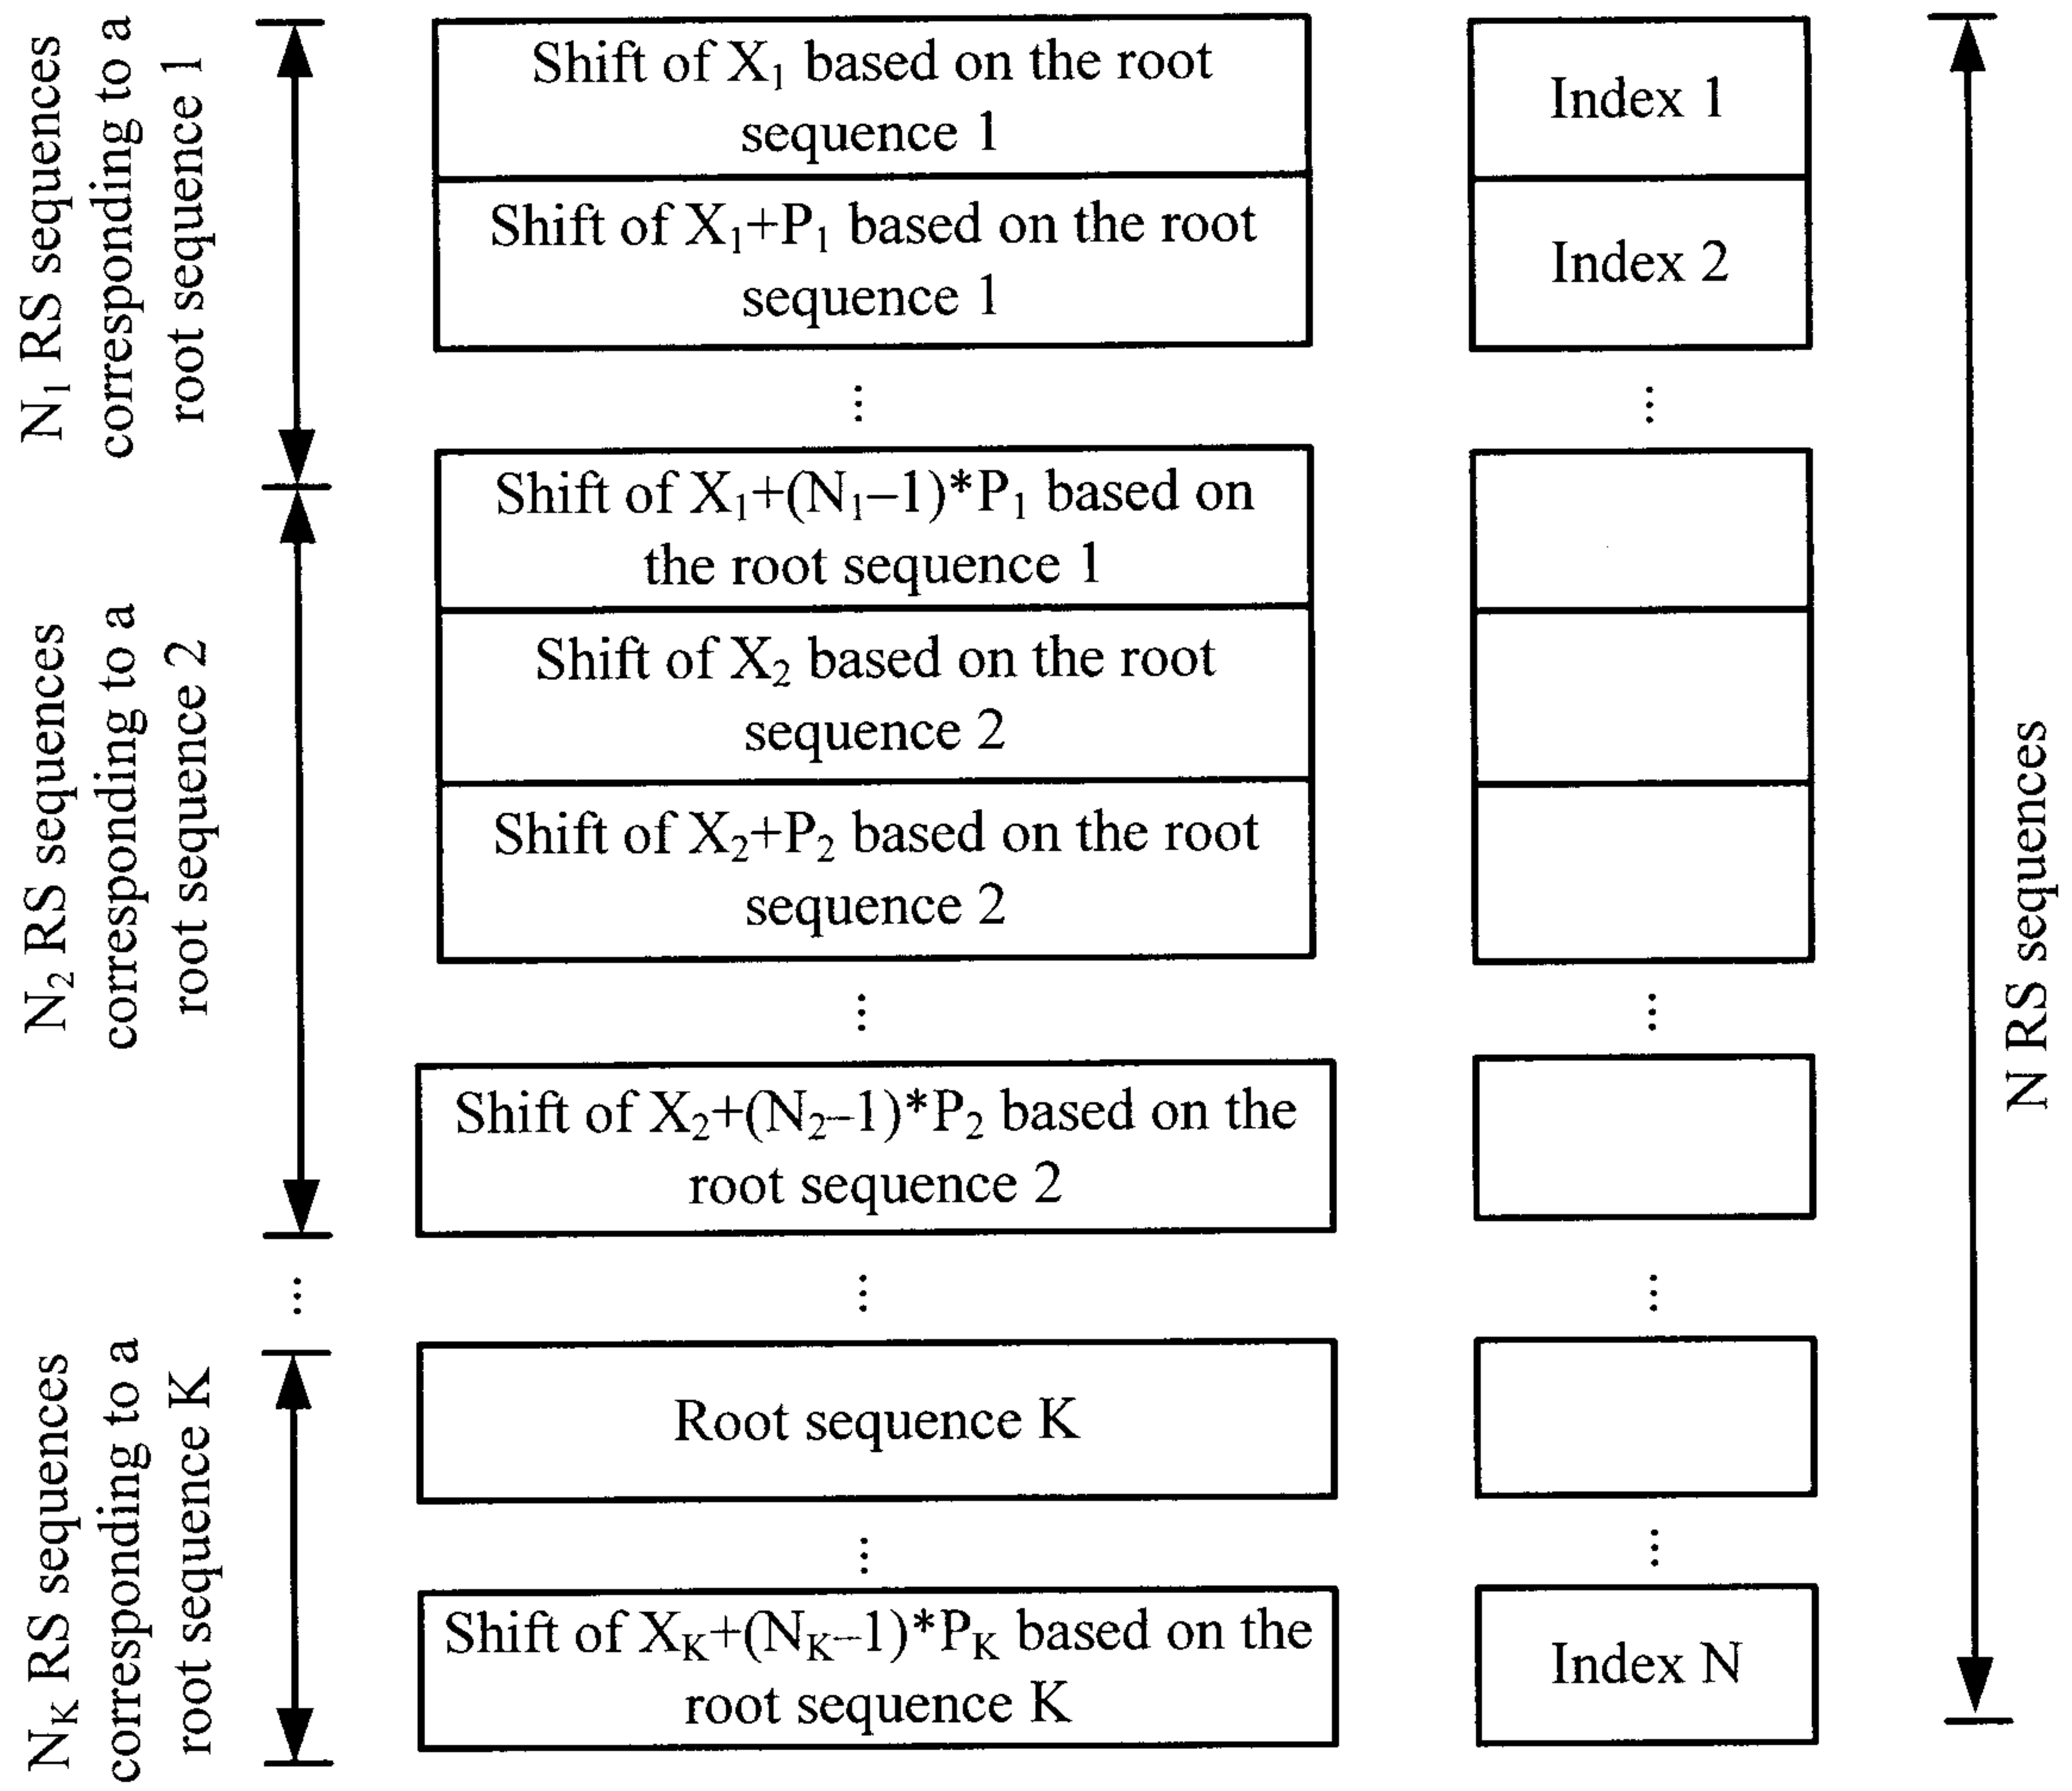 N₁ RS sequences
corresponding to a
root sequence 1
Shift of X₁ based on the root
sequence 1
Index 1
Shift of X₁+P₁ based on the root
sequence 1
Index 2
⋮
⋮
Shift of X₁+(N₁–1)*P₁ based on
the root sequence 1
N₂ RS sequences
corresponding to a
root sequence 2
Shift of X₂ based on the root
sequence 2
Shift of X₂+P₂ based on the root
sequence 2
⋮
⋮
Shift of X₂+(N₂–1)*P₂ based on the
root sequence 2
⋮
⋮
⋮
N_K RS sequences
corresponding to a
root sequence K
Root sequence K
⋮
⋮
Shift of X_K+(N_K–1)*P_K based on the
root sequence K
Index N
N RS sequences